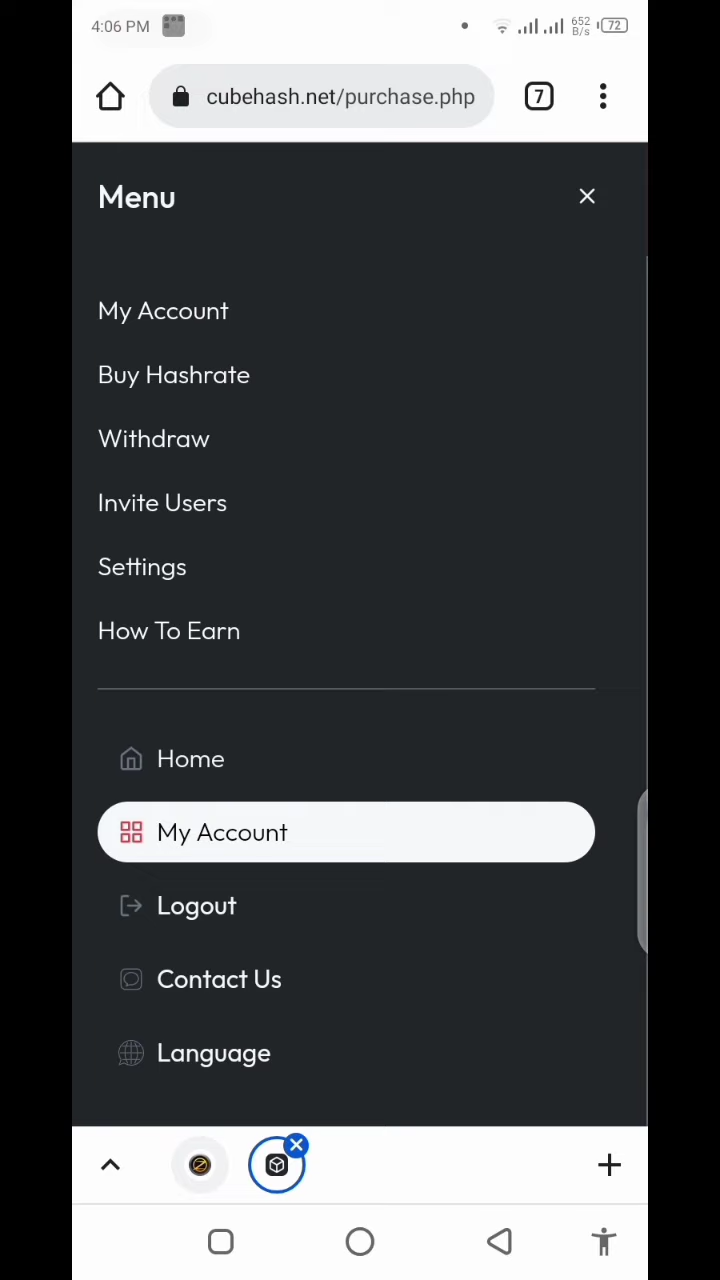 4:06 PM
652
B/s
72
cubehash.net/purchase.php
7
Menu
My Account
Buy Hashrate
Withdraw
Invite Users
Settings
How To Earn
Home
My Account
Logout
Contact Us
Language